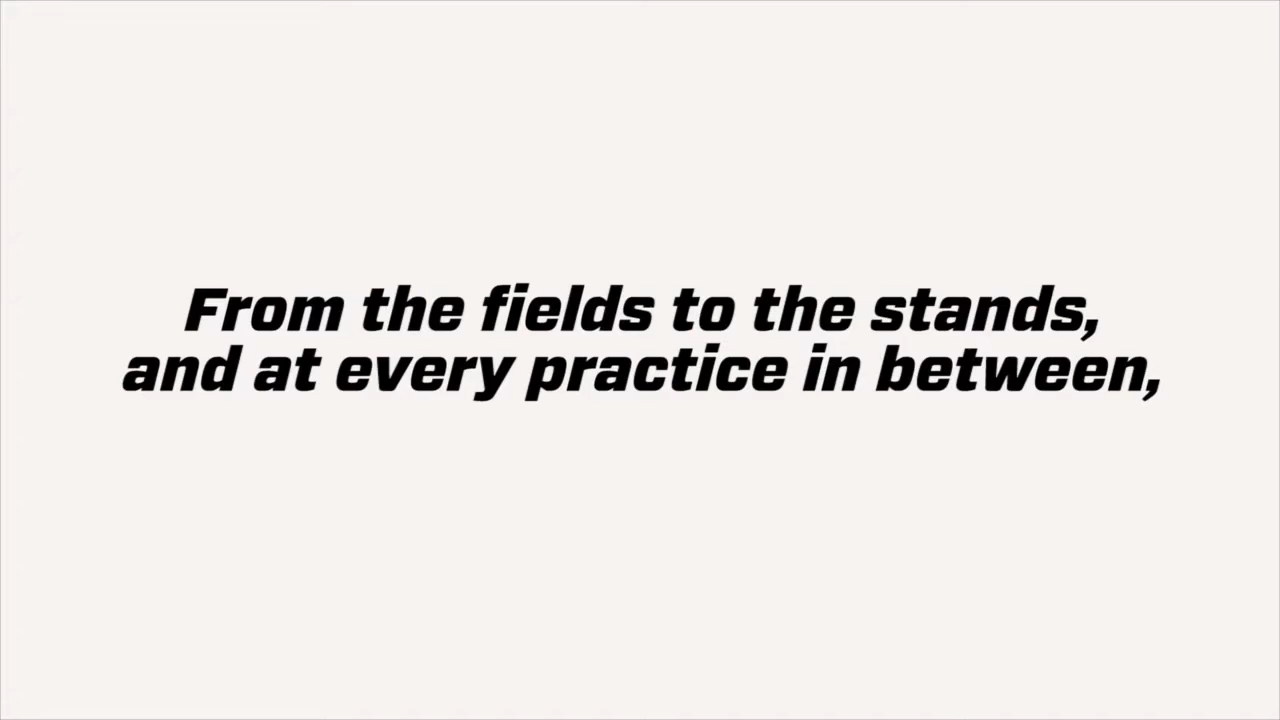 From the fields to the stands,
and at every practice in between,